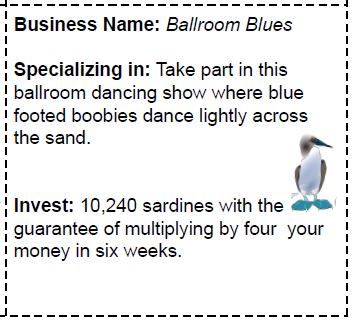 Business Name: Ballroom Blues
Specializing in: Take part in this
ballroom dancing show where blue
footed boobies dance lightly across
the sand.
Invest: 10,240 sardines with the
guarantee of multiplying by four  your
money in six weeks.